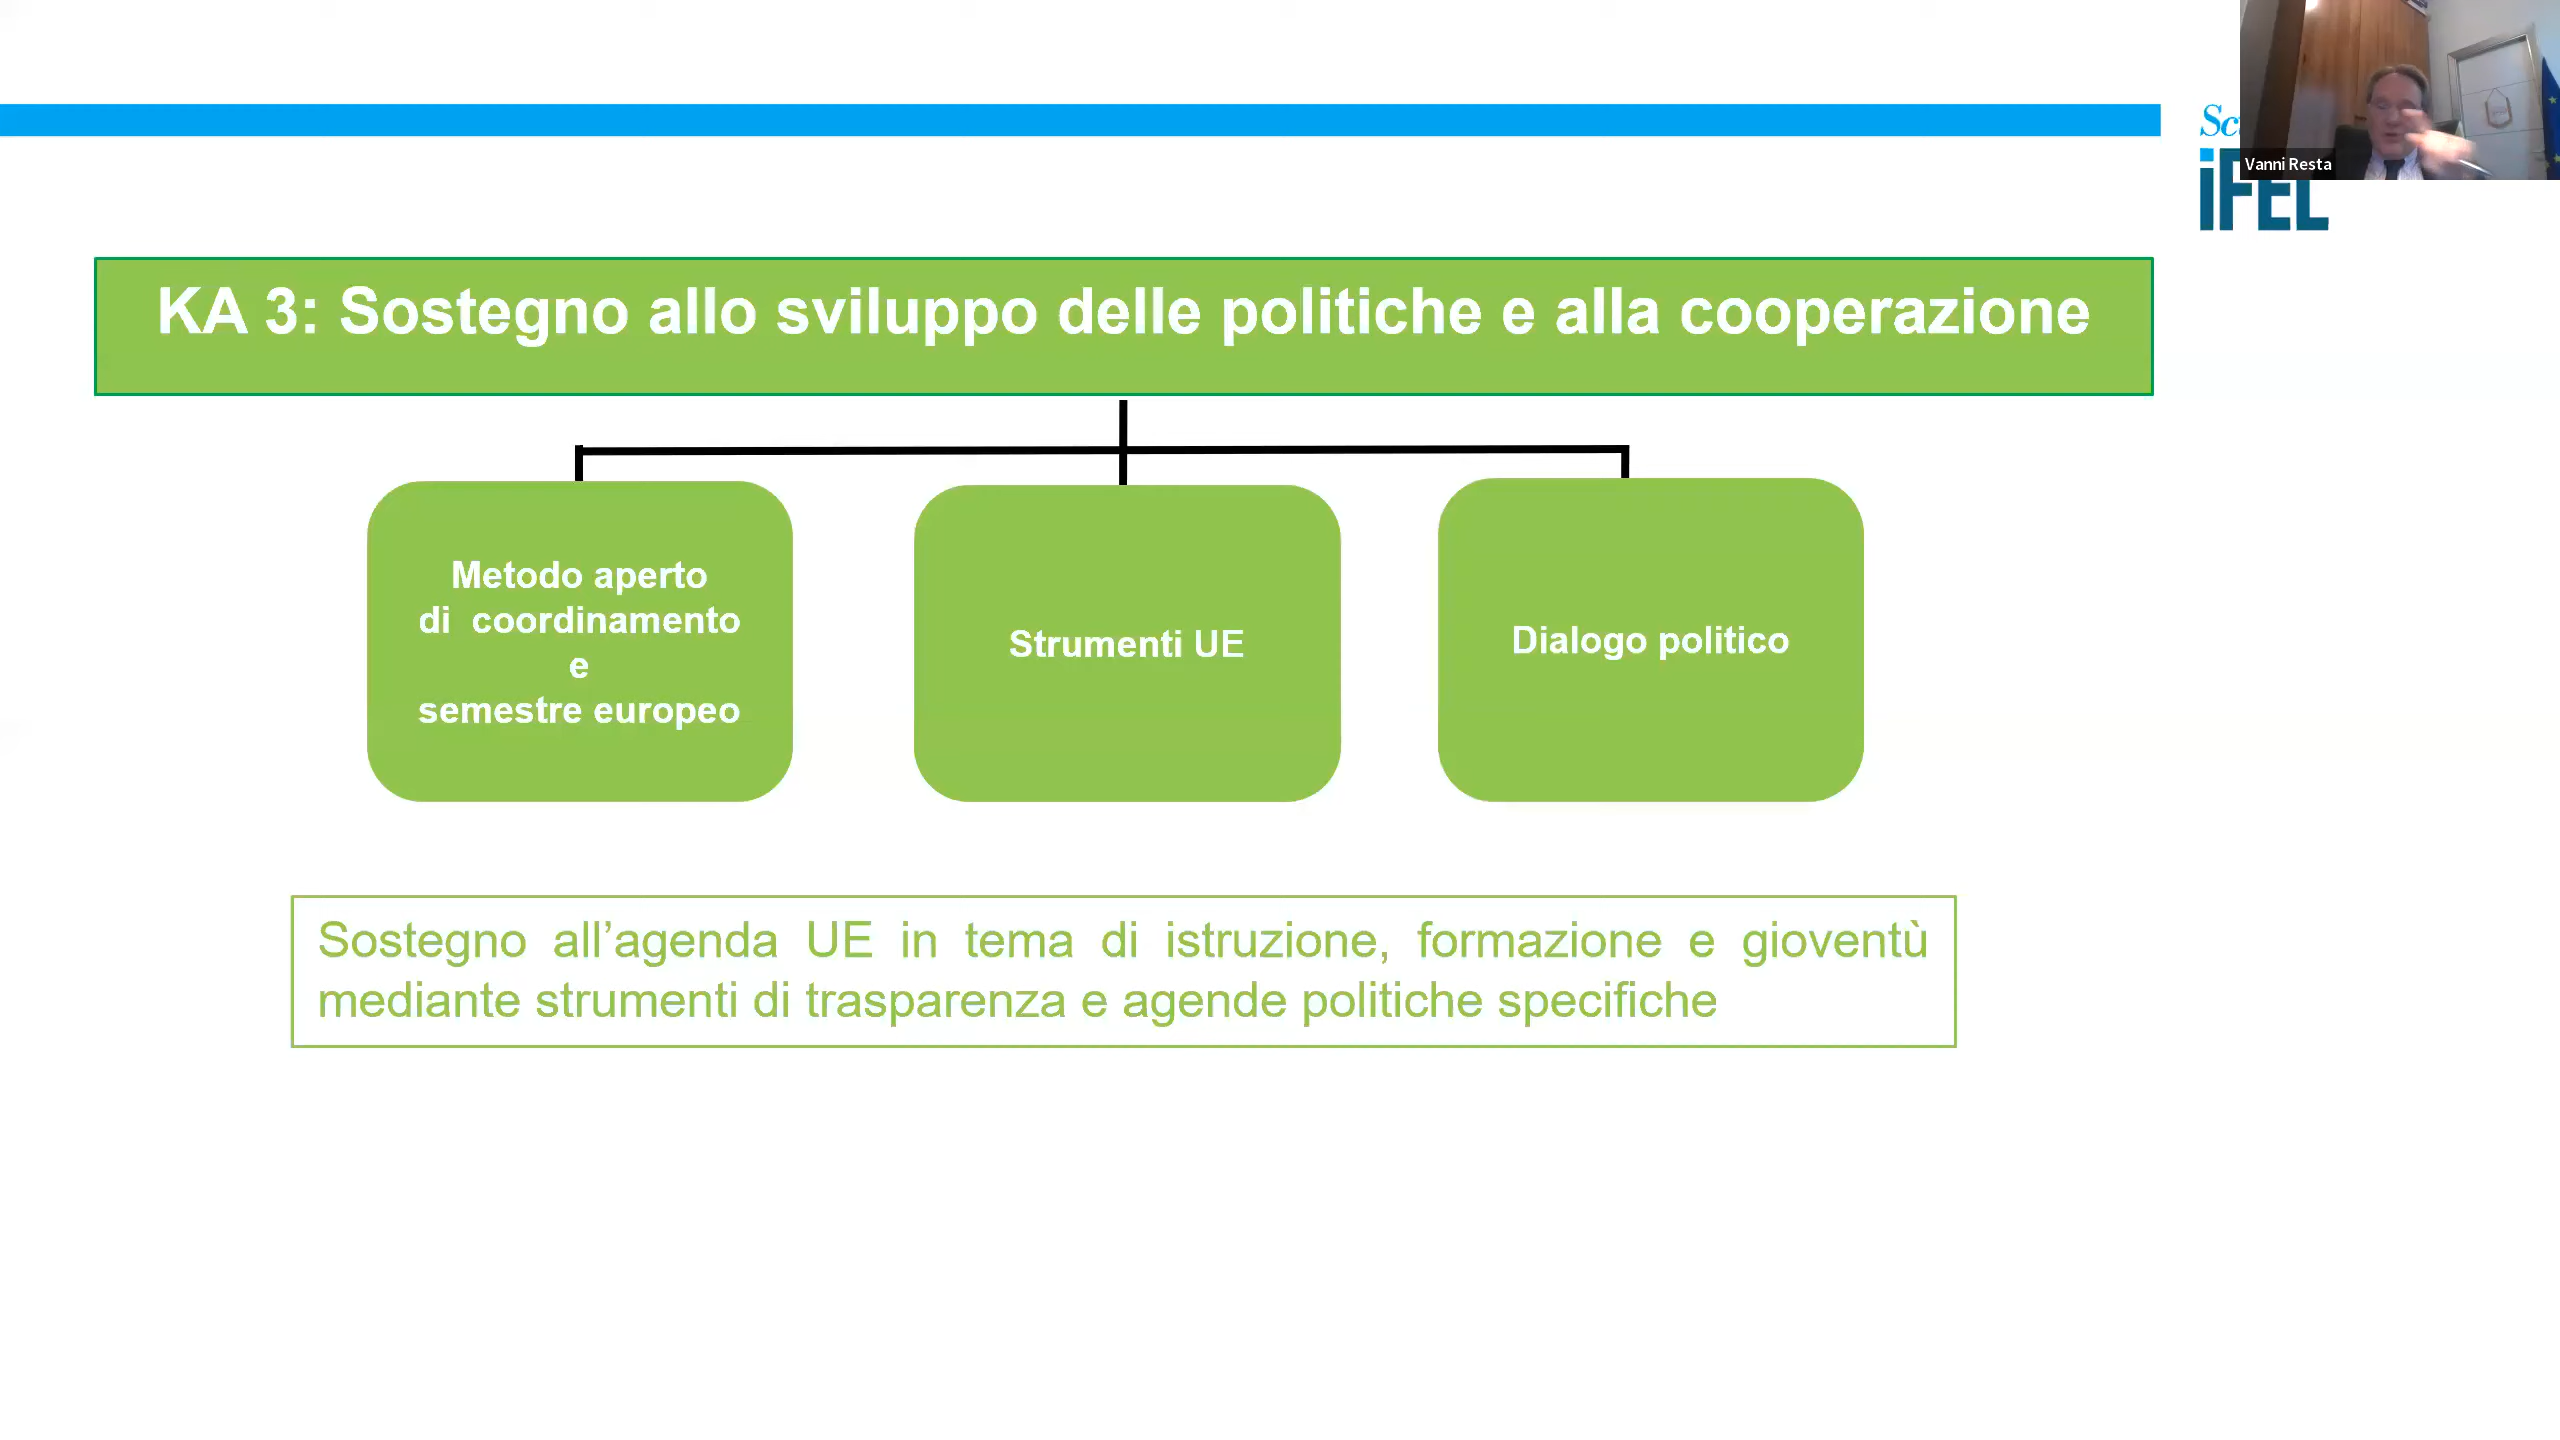 Vanni Resta
iFEL
KA 3: Sostegno allo sviluppo delle politiche e alla cooperazione
Metodo aperto
di coordinamento
e
semestre europeo
Strumenti UE
Dialogo politico
Sostegno all’agenda UE in tema di istruzione, formazione e gioventù
mediante strumenti di trasparenza e agende politiche specifiche